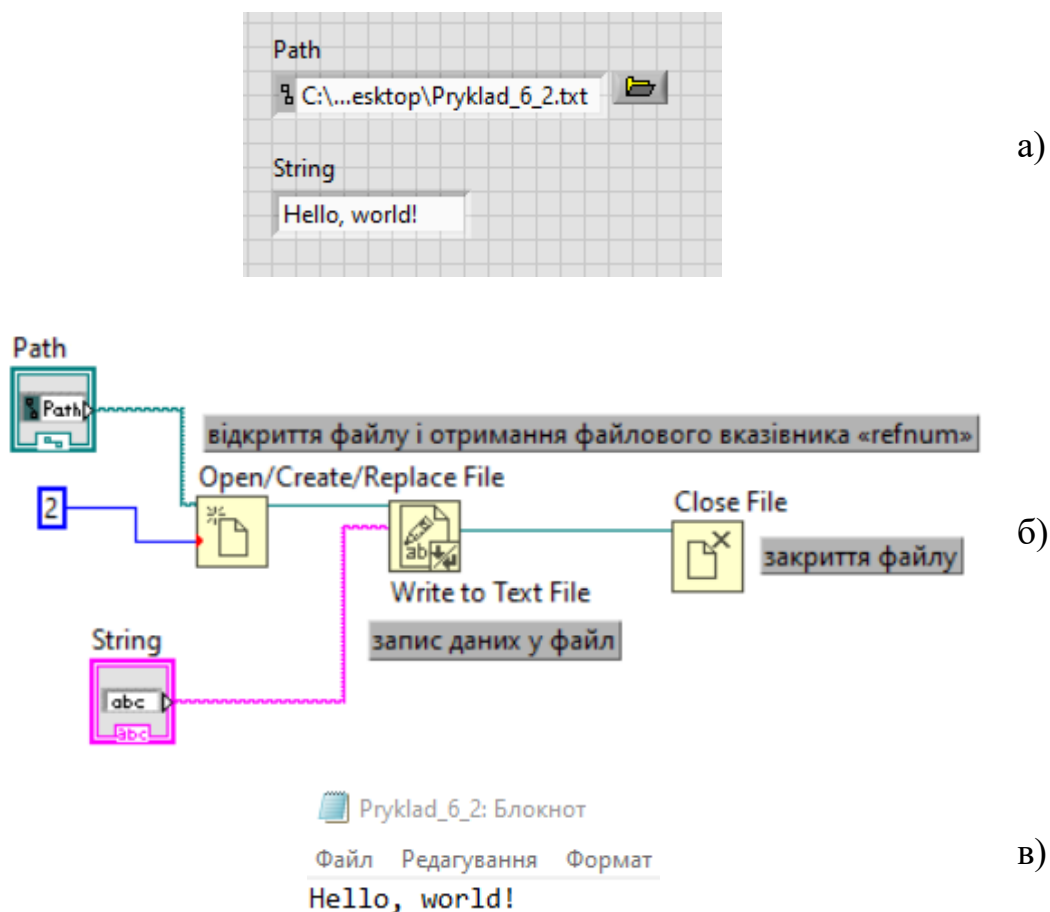 Path
C:\...esktop\Pryklad_6_2.txt
а)
String
Hello, world!
Path
Path
відкриття файлу і отримання файлового вказівника «refnum»
Open/Create/Replace File
2
Close File
б)
закриття файлу
ab
Write to Text File
запис даних у файл
String
abc
abc
Pryklad_6_2: Блокнот
Файл Редагування Формат
в)
Hello, world!